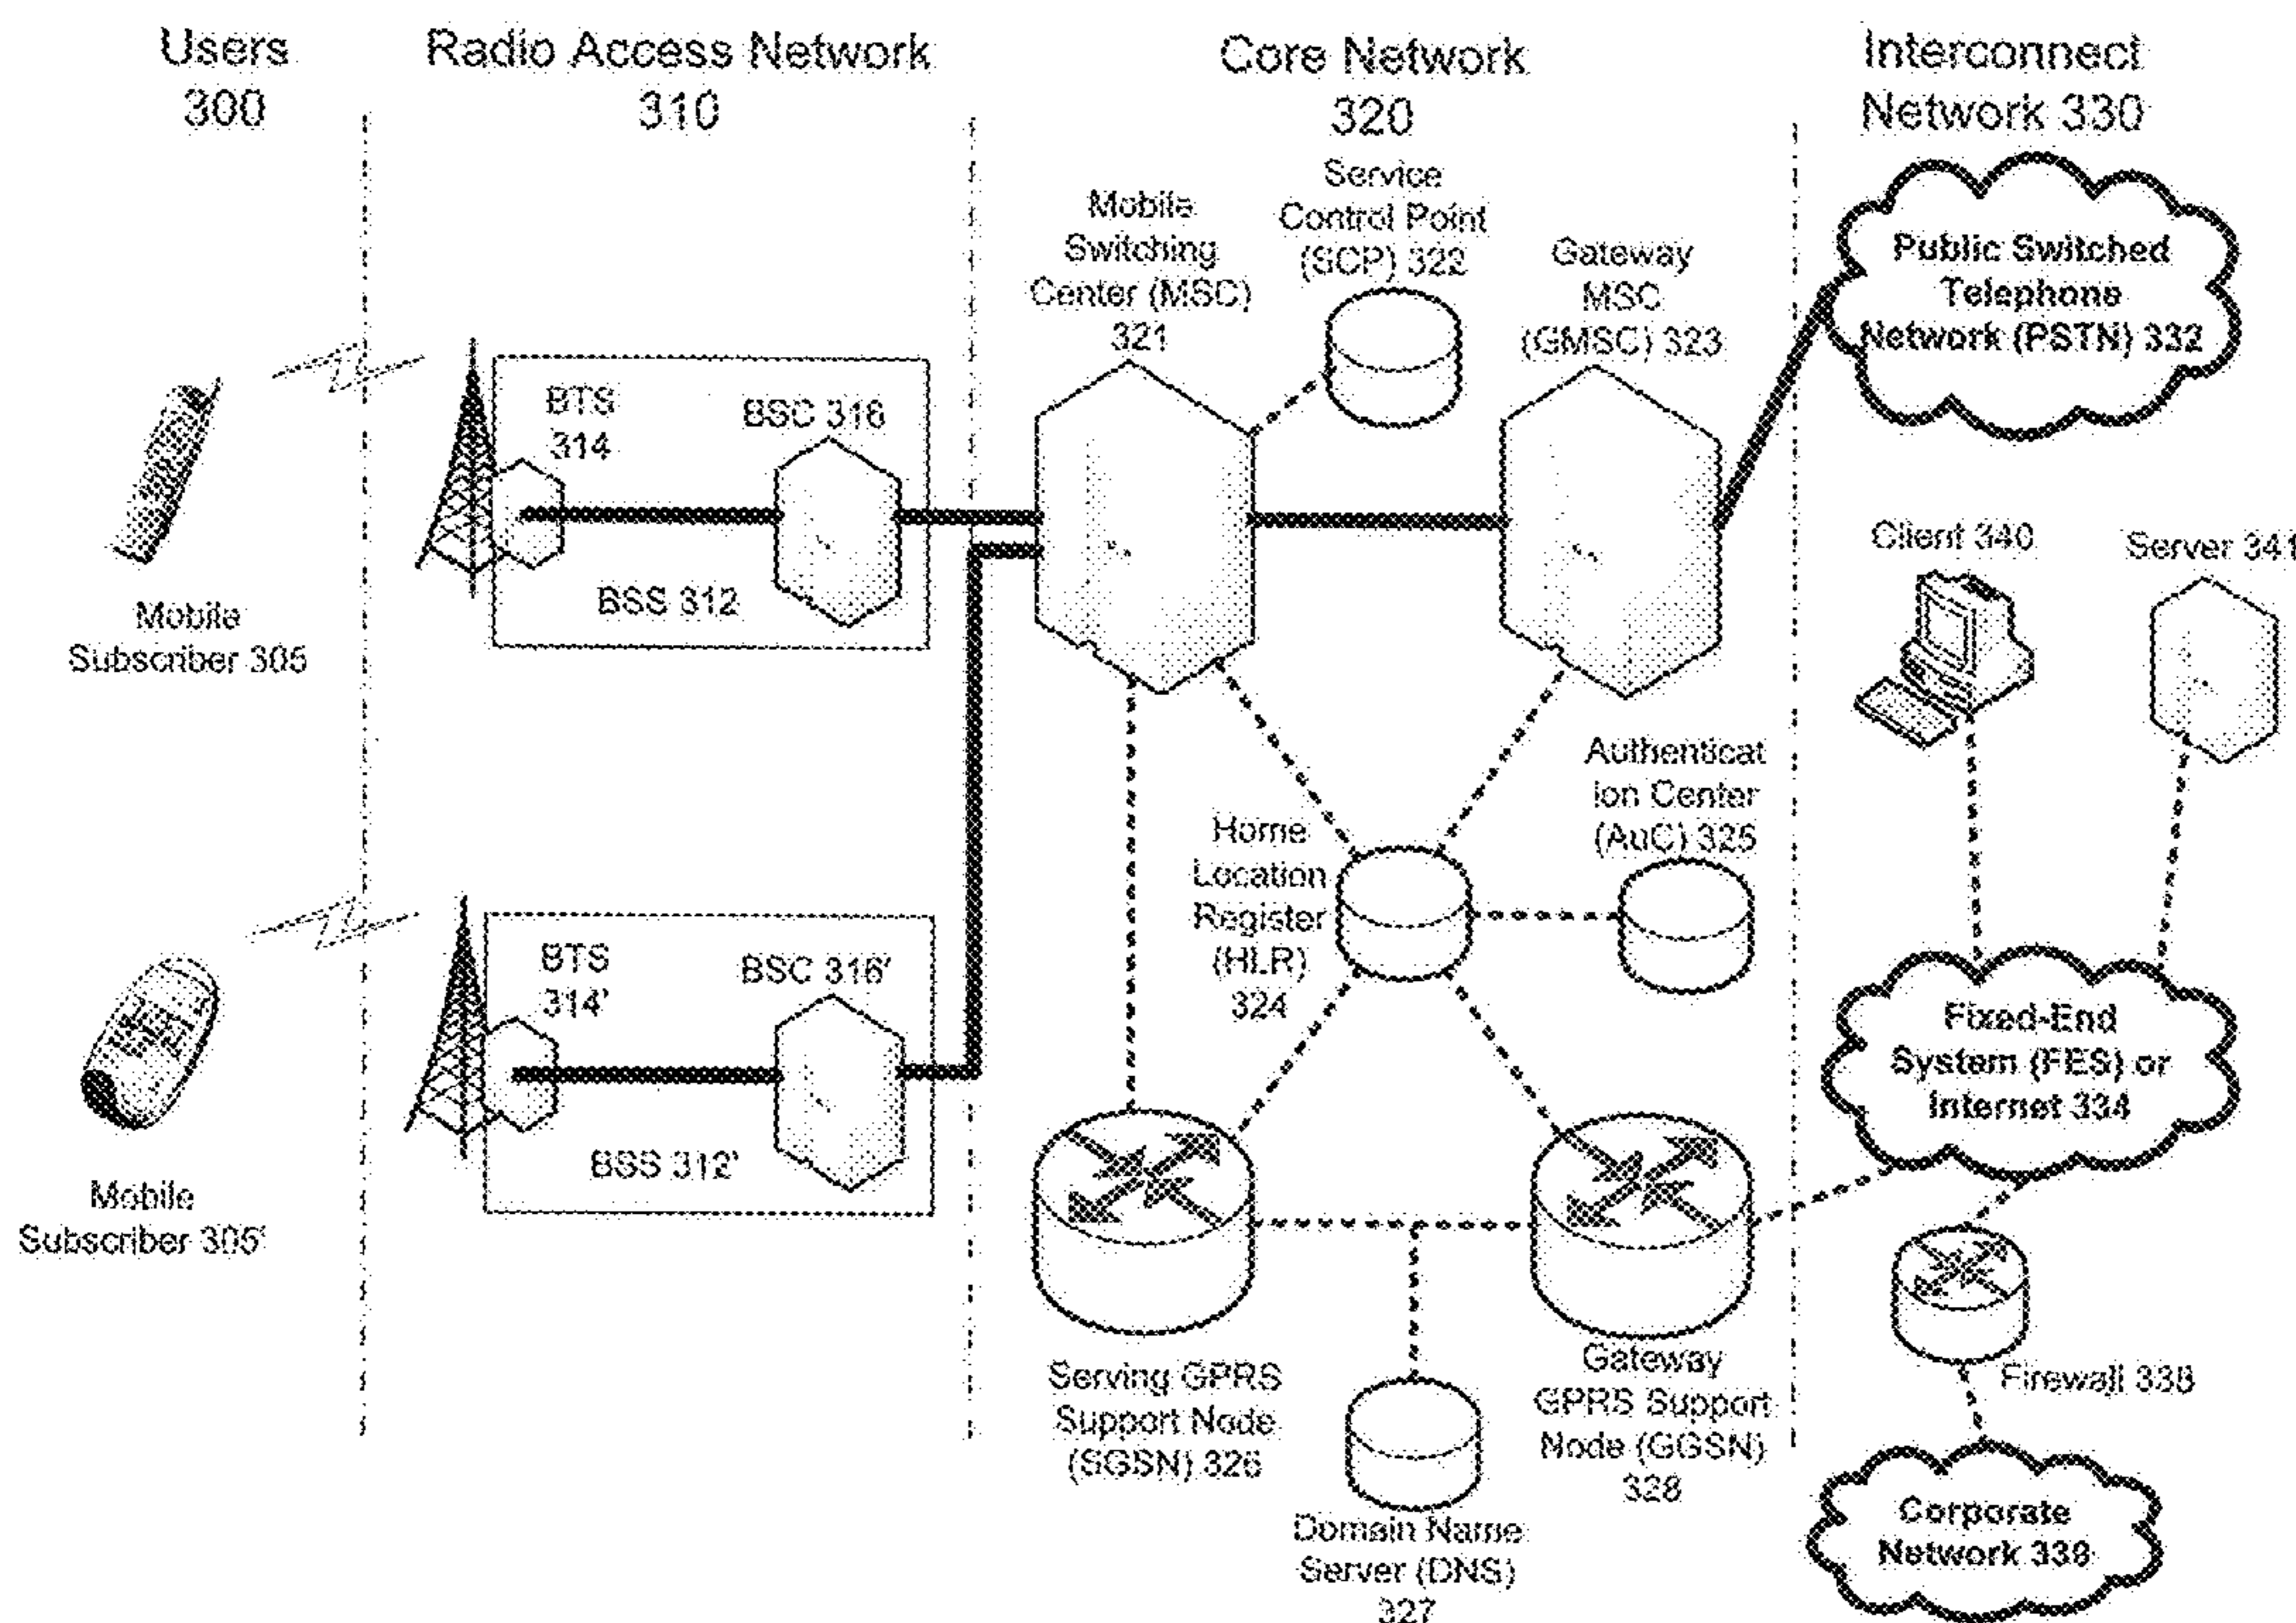 Users
300
Radio Access Network
310
Core Network
320
Interconnect
Network 330
Mobile
Switching
Center (MSC)
321
Service
Control Point
(SCP) 322
Gateway
MSC
(GMSC) 323
Public Switched
Telephone
Network (PSTN) 332
BTS
314
BSC 316
BSS 312
Mobile
Subscriber 305
Client 340
Server 341
Authenticat
ion Center
(AuC) 325
Home
Location
Register
(HLR)
324
BTS
314'
BSC 316'
BSS 312'
Mobile
Subscriber 305'
Fixed-End
System (FES) or
Internet 334
Serving GPRS
Support Node
(SGSN) 326
Gateway
GPRS Support
Node (GGSN)
328
Firewall
Domain Name
Server (DNS)
327
Corporate
Network